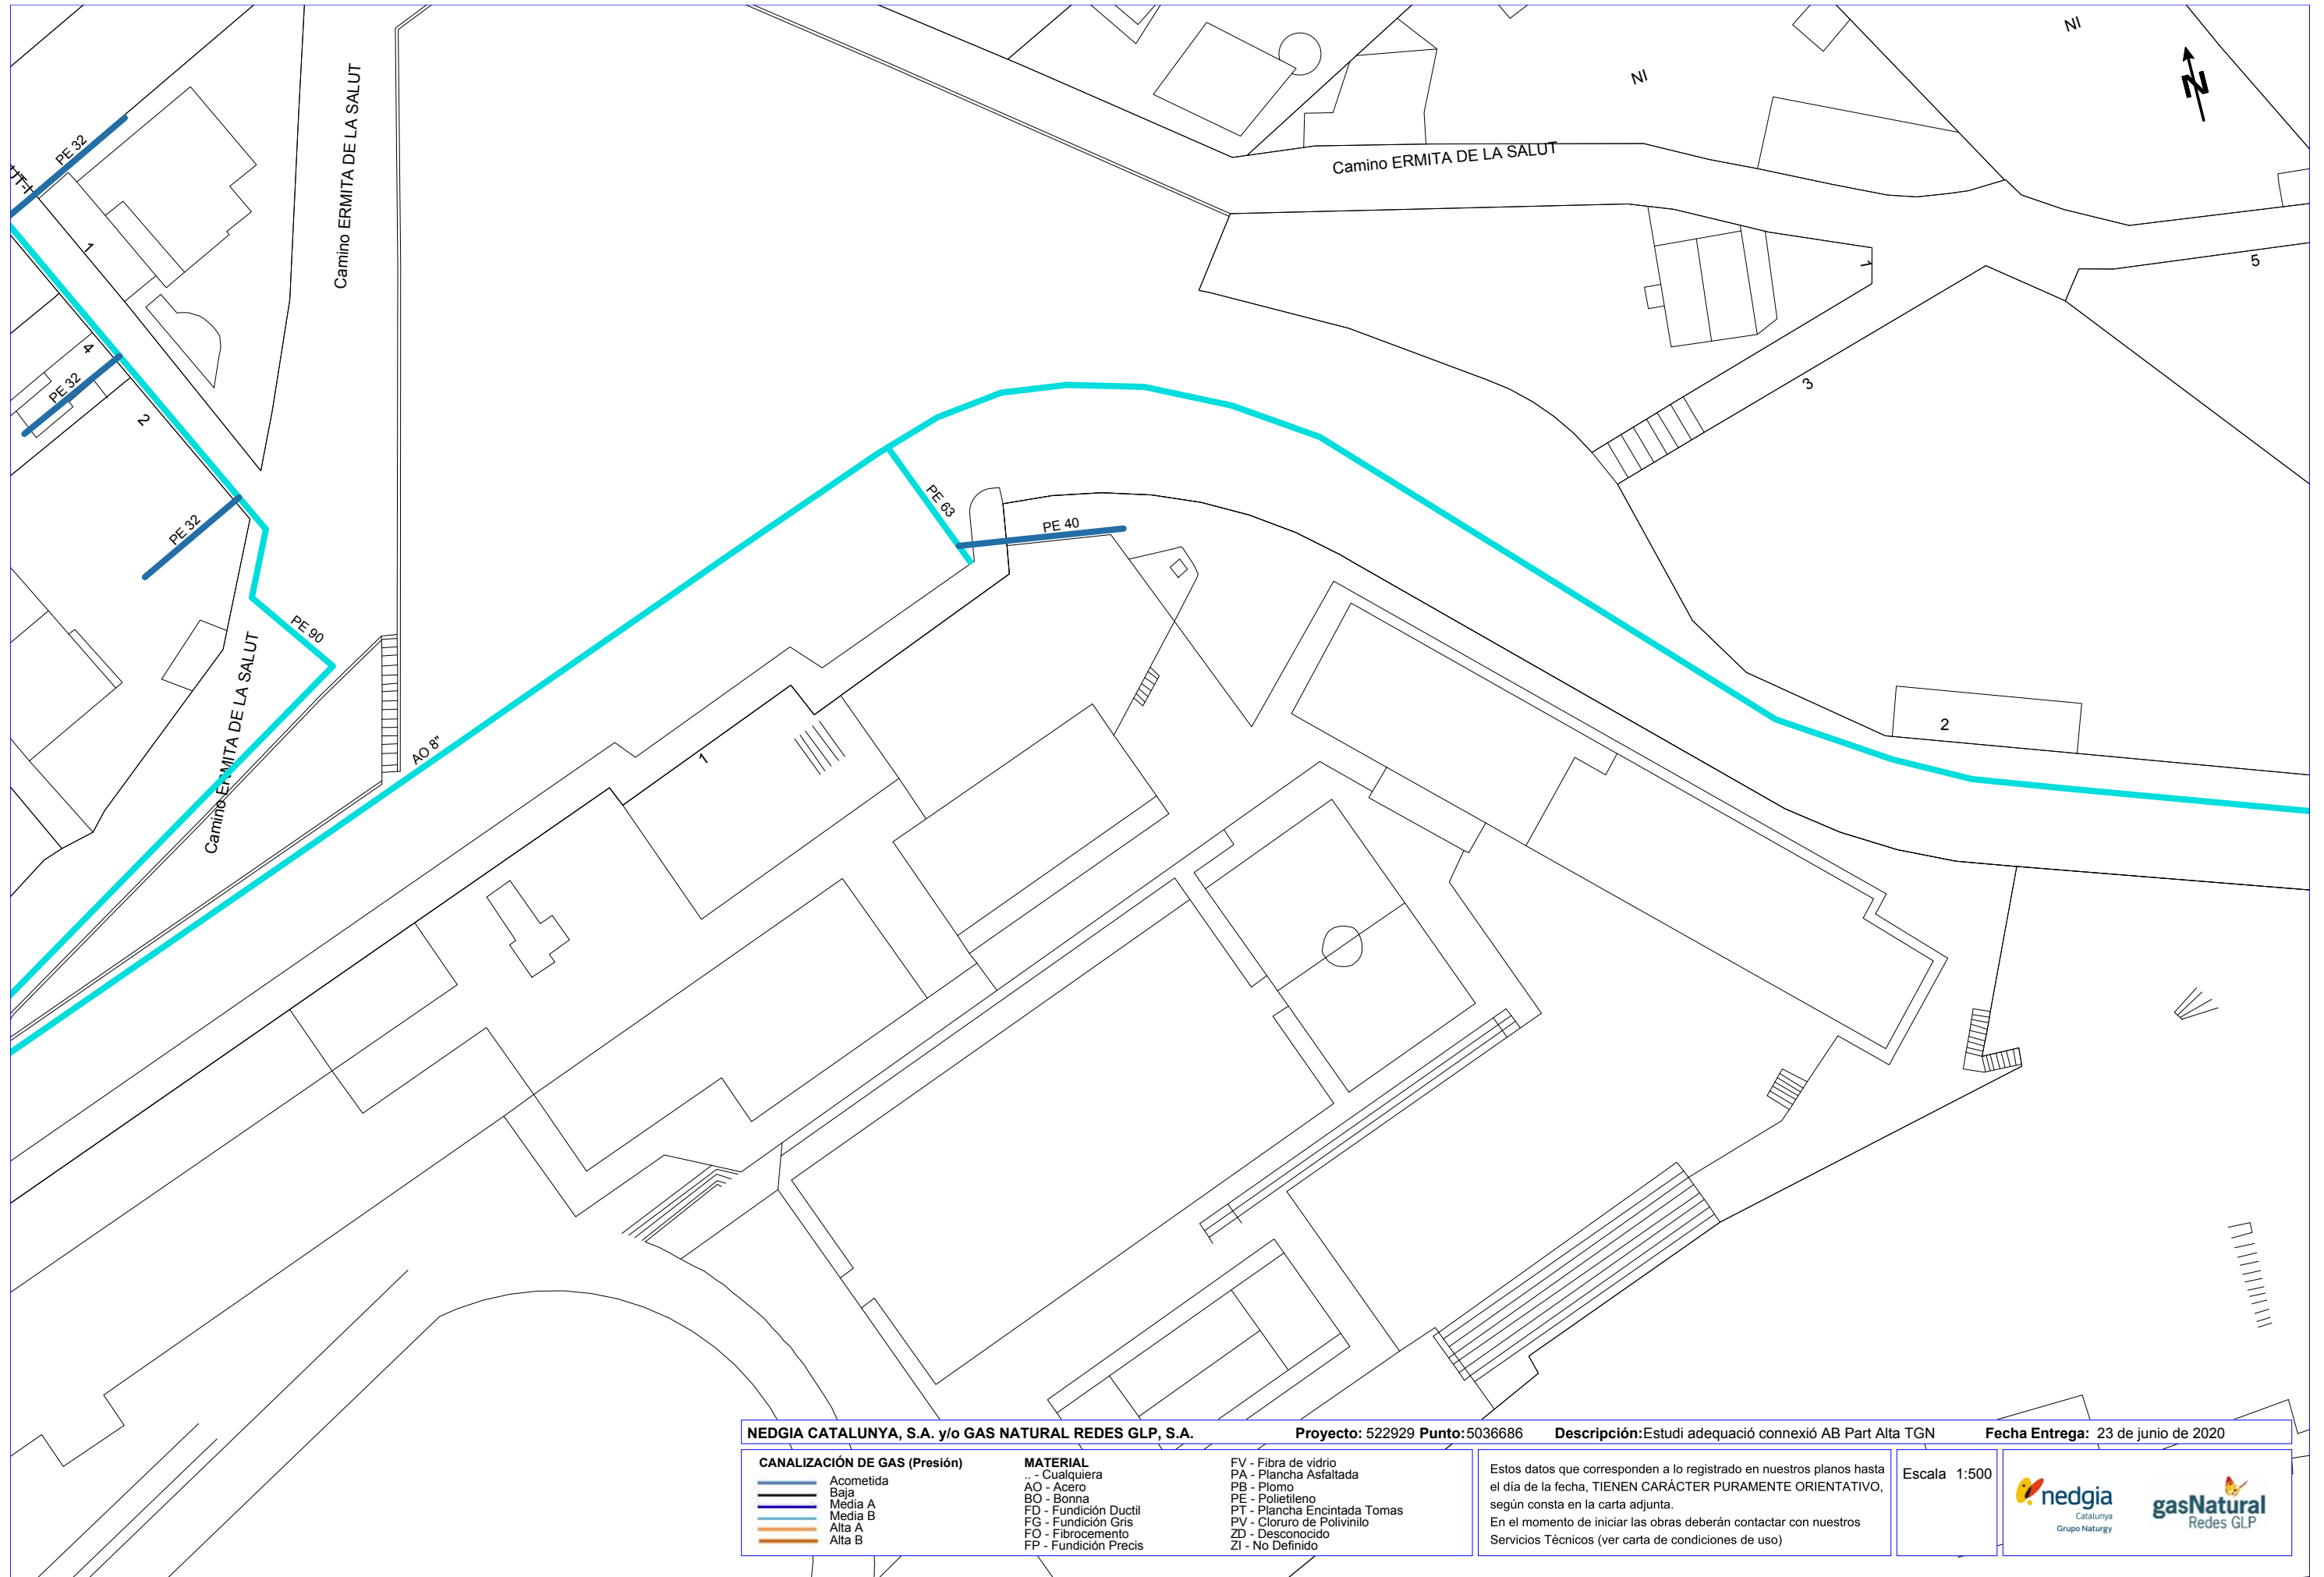 NI
NI
N
Camino ERMITA DE LA SALUT
Camino ERMITA DE LA SALUT
PE 32
UT-I
1
1
5
4
PE 32
3
2
PE 63
PE 40
PE 32
PE 90
Camino ERMITA DE LA SALUT
AO 8"
1
2
NEDGIA CATALUNYA, S.A. y/o GAS NATURAL REDES GLP, S.A. Proyecto: 522929 Punto:5036686 Descripción:Estudi adequació connexió AB Part Alta TGN Fecha Entrega: 23 de junio de 2020
CANALIZACIÓN DE GAS (Presión)
Acometida
Baja
Media A
Media B
Alta A
Alta B
MATERIAL
.. - Cualquiera
AO - Acero
BO - Bonna
FD - Fundición Ductil
FG - Fundición Gris
FO - Fibrocemento
FP - Fundición Precis
FV - Fibra de vidrio
PA - Plancha Asfaltada
PB - Plomo
PE - Polietileno
PT - Plancha Encintada Tomas
PV - Cloruro de Polivinilo
ZD - Desconocido
ZI - No Definido
Estos datos que corresponden a lo registrado en nuestros planos hasta
el día de la fecha, TIENEN CARÁCTER PURAMENTE ORIENTATIVO,
según consta en la carta adjunta.
En el momento de iniciar las obras deberán contactar con nuestros
Servicios Técnicos (ver carta de condiciones de uso)
Escala 1:500
nedgia
Catalunya
Grupo Naturgy
gasNatural
Redes GLP